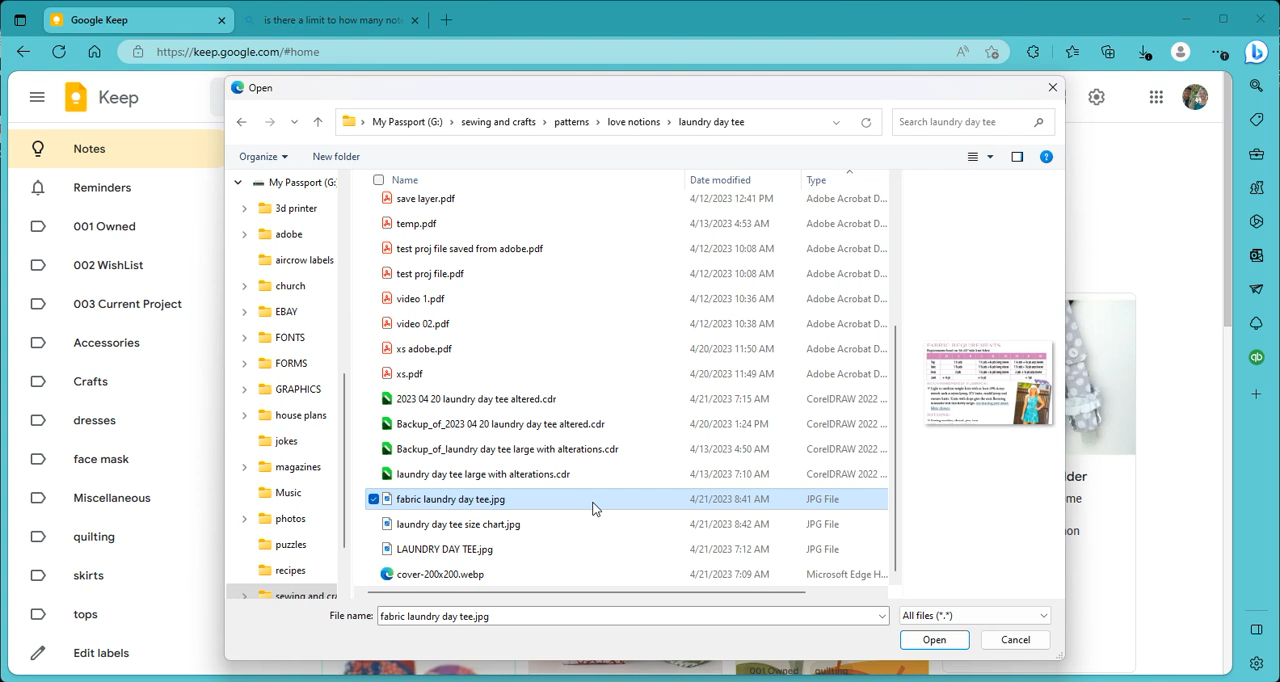 Google Keep
is there a limit to how many not
https://keep.google.com/#home
Keep
Notes
Reminders
001 Owned
002 WishList
003 Current Project
Accessories
Crafts
dresses
face mask
Miscellaneous
quilting
skirts
tops
Edit labels
Open
My Passport (G:) > sewing and crafts > patterns > love notions > laundry day tee
Search laundry day tee
Organize
New folder
My Passport (G:
3d printer
adobe
aircrow labels
church
EBAY
FONTS
FORMS
GRAPHICS
house plans
jokes
magazines
Music
photos
puzzles
recipes
sewing and cra
Name Date modified Type
save layer.pdf 4/12/2023 12:41 PM Adobe Acrobat D...
temp.pdf 4/13/2023 4:53 AM Adobe Acrobat D...
test proj file saved from adobe.pdf 4/12/2023 10:08 AM Adobe Acrobat D...
test proj file.pdf 4/12/2023 10:08 AM Adobe Acrobat D...
video 1.pdf 4/12/2023 10:36 AM Adobe Acrobat D...
video 02.pdf 4/12/2023 10:38 AM Adobe Acrobat D...
xs adobe.pdf 4/20/2023 11:50 AM Adobe Acrobat D...
xs.pdf 4/20/2023 11:49 AM Adobe Acrobat D...
2023 04 20 laundry day tee altered.cdr 4/21/2023 7:15 AM CorelDRAW 2022 ...
Backup_of_2023 04 20 laundry day tee altered.cdr 4/20/2023 1:24 PM CorelDRAW 2022 ...
Backup_of_laundry day tee large with alterations.cdr 4/13/2023 4:50 AM CorelDRAW 2022 ...
laundry day tee large with alterations.cdr 4/13/2023 7:10 AM CorelDRAW 2022 ...
fabric laundry day tee.jpg 4/21/2023 8:41 AM JPG File
laundry day tee size chart.jpg 4/21/2023 8:42 AM JPG File
LAUNDRY DAY TEE.jpg 4/21/2023 7:12 AM JPG File
cover-200x200.webp 4/21/2023 7:09 AM Microsoft Edge H...
FABRIC REQUIREMENTS
File name: fabric laundry day tee.jpg
All files (*.*)
Open
Cancel
lder
me
on
001 Owned
quilting